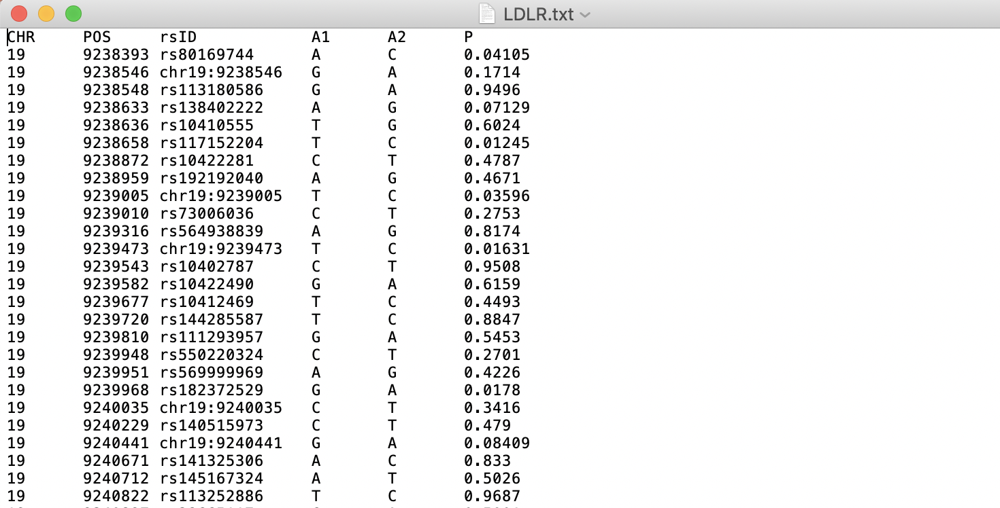 LDLR.txt
CHR POS rsID A1 A2 P
19 9238393 rs80169744 A C 0.04105
19 9238546 chr19:9238546 G A 0.1714
19 9238548 rs113180586 G A 0.9496
19 9238633 rs138402222 A G 0.07129
19 9238636 rs10410555 T G 0.6024
19 9238658 rs117152204 T C 0.01245
19 9238872 rs10422281 C T 0.4787
19 9238959 rs192192040 A G 0.4671
19 9239005 chr19:9239005 T C 0.03596
19 9239010 rs73006036 C T 0.2753
19 9239316 rs564938839 A G 0.8174
19 9239473 chr19:9239473 T C 0.01631
19 9239543 rs10402787 C T 0.9508
19 9239582 rs10422490 G A 0.6159
19 9239677 rs10412469 T C 0.4493
19 9239720 rs144285587 T C 0.8847
19 9239810 rs111293957 G A 0.5453
19 9239948 rs550220324 C T 0.2701
19 9239951 rs569999969 A G 0.4226
19 9239968 rs182372529 G A 0.0178
19 9240035 chr19:9240035 C T 0.3416
19 9240229 rs140515973 C T 0.479
19 9240441 chr19:9240441 G A 0.08409
19 9240671 rs141325306 A C 0.833
19 9240712 rs145167324 A T 0.5026
19 9240822 rs113252886 T C 0.9687